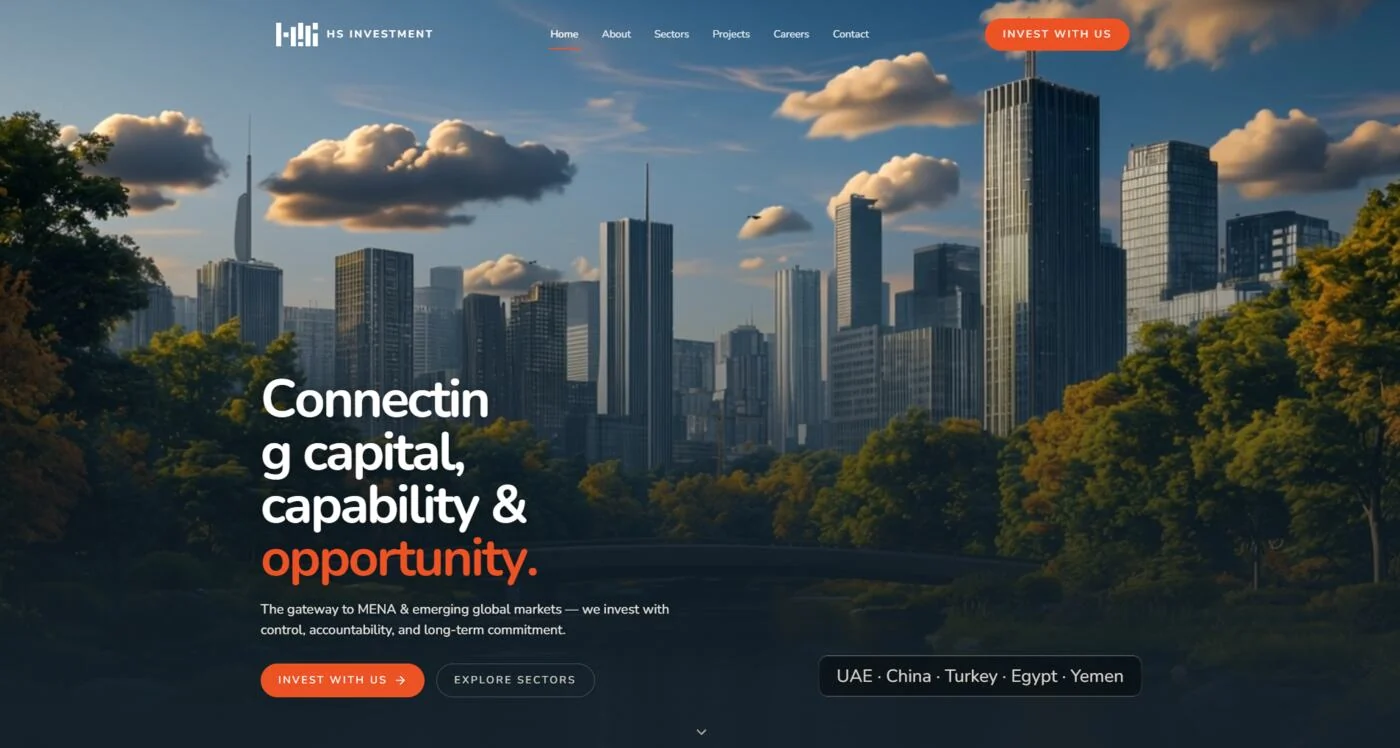 HS INVESTMENT
Home
About
Sectors
Projects
Careers
Contact
INVEST WITH US
Connectin
g capital,
capability &
opportunity.
The gateway to MENA & emerging global markets — we invest with
control, accountability, and long-term commitment.
INVEST WITH US →
EXPLORE SECTORS
UAE · China · Turkey · Egypt · Yemen